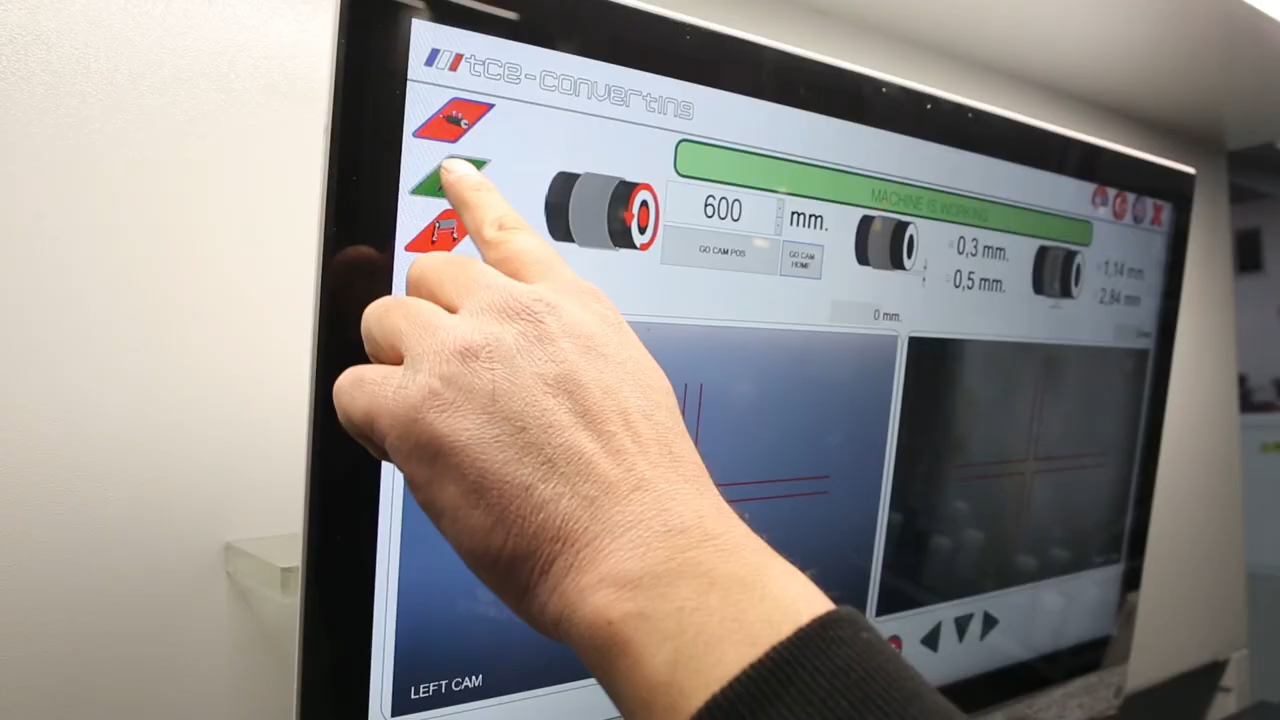 tce-converting
MACHINE IS WORKING
600 mm.
GO CAM POS
GO CAM
HOME
0,3 mm.
0,5 mm.
1,14 mm.
2,84 mm
0 mm.
LEFT CAM